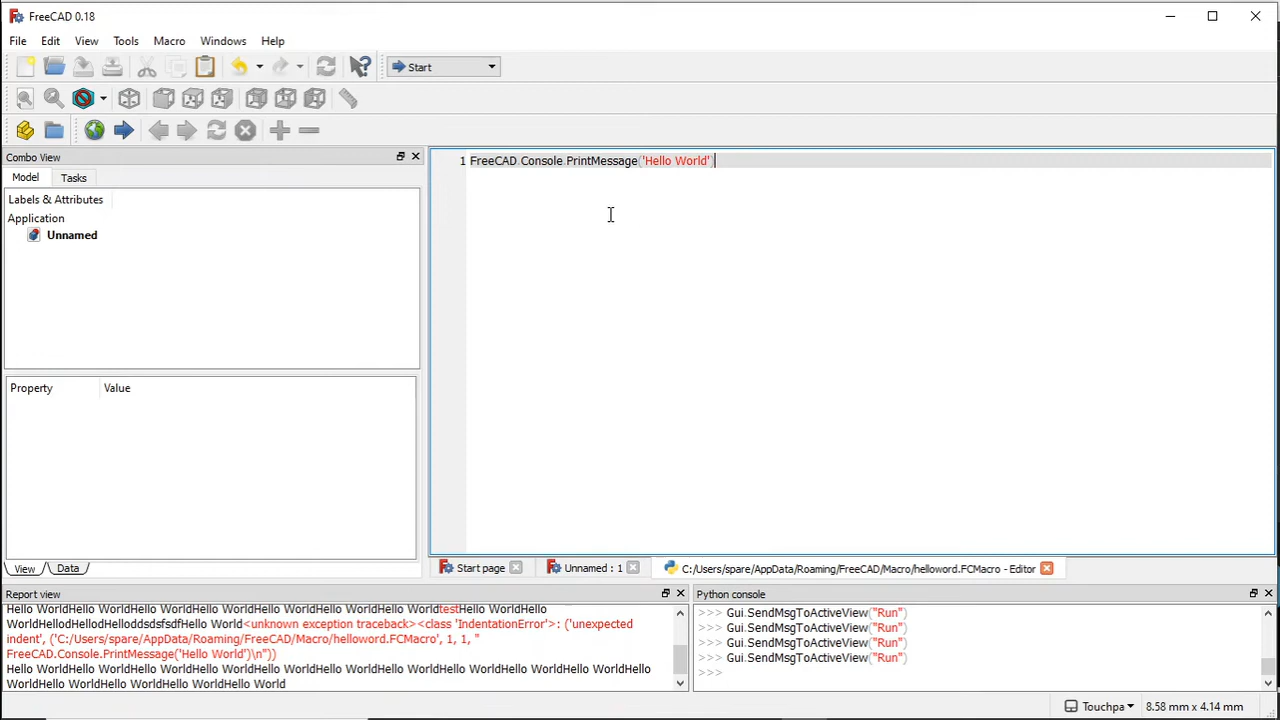 FreeCAD 0.18
File Edit View Tools Macro Windows Help
Start
Combo View
Model Tasks
Labels & Attributes
Application
Unnamed
Property Value
View Data
1 FreeCAD.Console.PrintMessage('Hello World')
Start page Unnamed : 1 C:/Users/spare/AppData/Roaming/FreeCAD/Macro/helloword.FCMacro - Editor
Report view
Hello WorldHello WorldHello WorldHello WorldHello WorldHello WorldHello WorldtestHello WorldHello
WorldHellodHellodHelloddsdsfsdfHello World<unknown exception traceback><class 'IndentationError'>: ('unexpected
indent', ('C:/Users/spare/AppData/Roaming/FreeCAD/Macro/helloword.FCMacro', 1, 1, "
FreeCAD.Console.PrintMessage('Hello World')\n"))
Hello WorldHello WorldHello WorldHello WorldHello WorldHello WorldHello WorldHello WorldHello
WorldHello WorldHello WorldHello World
Python console
>>> Gui.SendMsgToActiveView("Run")
>>> Gui.SendMsgToActiveView("Run")
>>> Gui.SendMsgToActiveView("Run")
>>> Gui.SendMsgToActiveView("Run")
>>>
Touchpa 8.58 mm x 4.14 mm